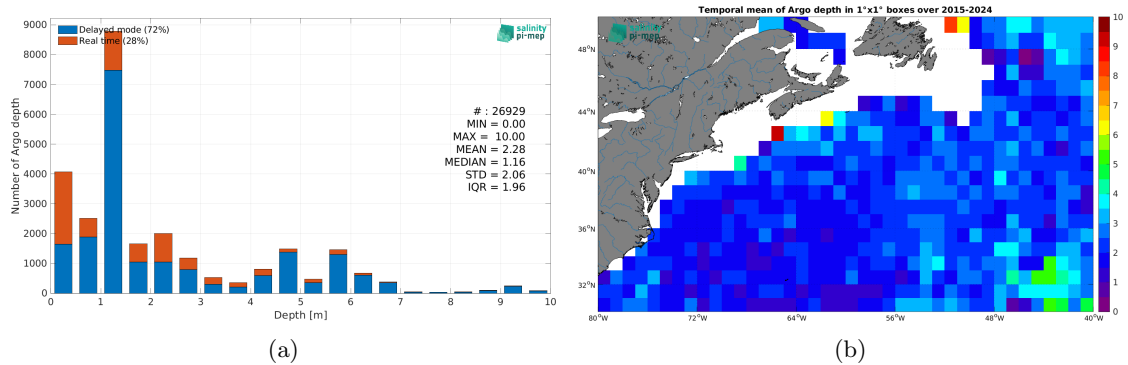 9000
8000
7000
6000
5000
4000
3000
2000
1000
0
Number of Argo depth
Delayed mode (72%)
Real time (28%)
salinity
pi-mep
# : 26929
MIN = 0.00
MAX = 10.00
MEAN = 2.28
MEDIAN = 1.16
STD = 2.06
IQR = 1.96
0 1 2 3 4 5 6 7 8 9 10
Depth [m]
(a)
Temporal mean of Argo depth in 1°x1° boxes over 2015-2024
salinity
pi-mep
48°N
44°N
40°N
36°N
32°N
80°W 72°W 64°W 56°W 48°W 40°W
10
9
8
7
6
5
4
3
2
1
0
(b)